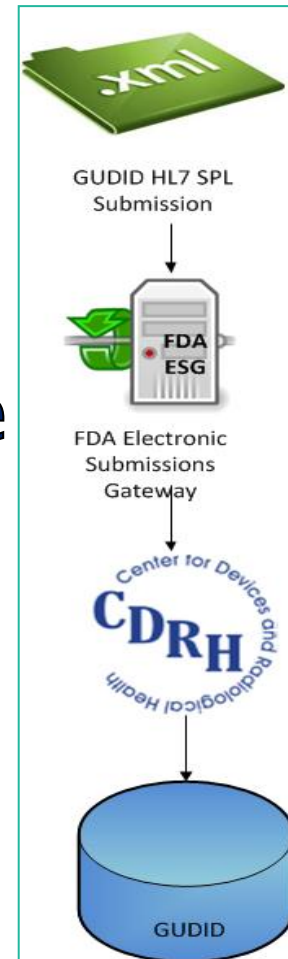 .xml
GUDID HL7 SPL
Submission
FDA
ESG
e
FDA Electronic
Submissions
Gateway
Center for Devices and Radiological Health
CDRH
GUDID